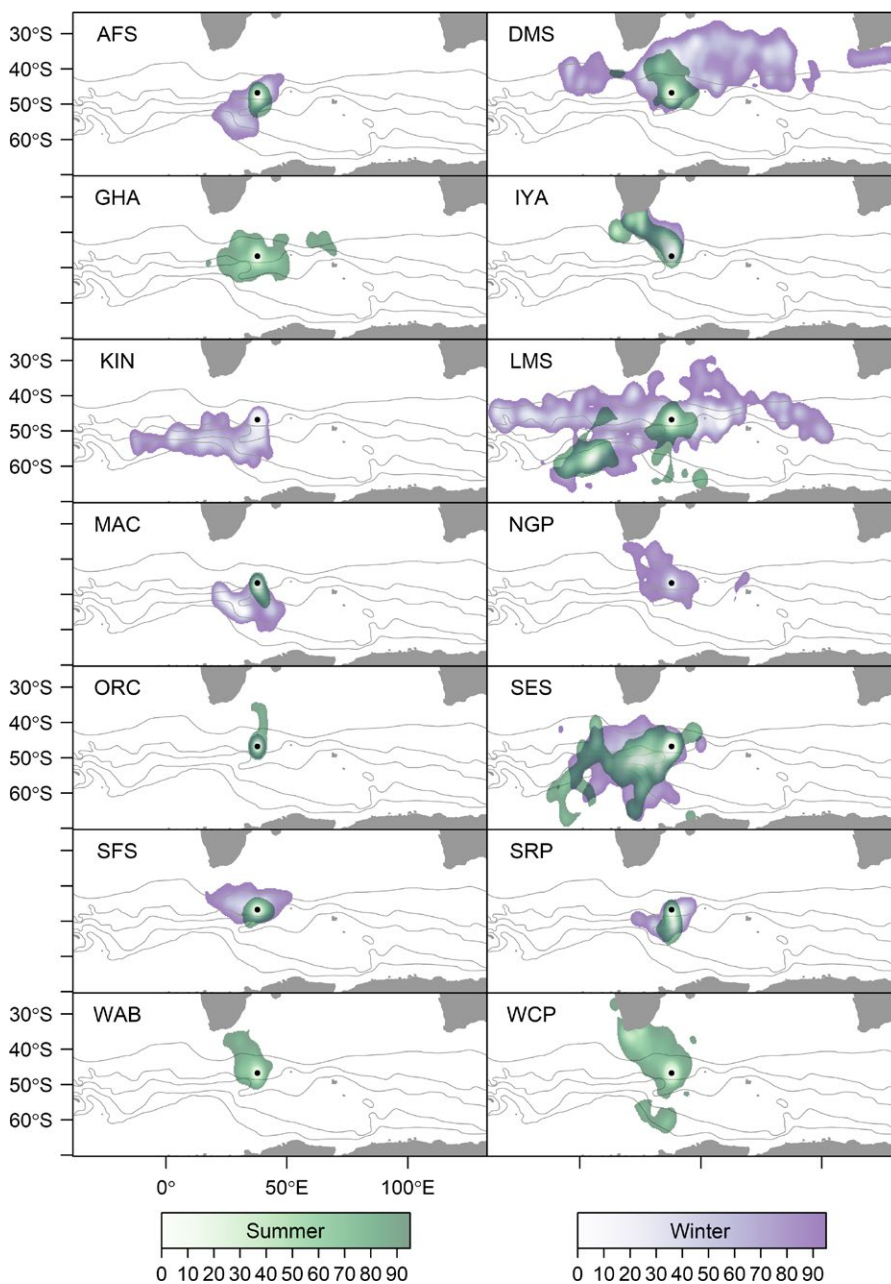 AFS DMS
30°S
40°S
50°S
60°S
GHA IYA
KIN LMS
30°S
40°S
50°S
60°S
MAC NGP
ORC SES
30°S
40°S
50°S
60°S
SFS SRP
WAB WCP
30°S
40°S
50°S
60°S
0° 50°E 100°E
Summer Winter
0 10 20 30 40 50 60 70 80 90 0 10 20 30 40 50 60 70 80 90